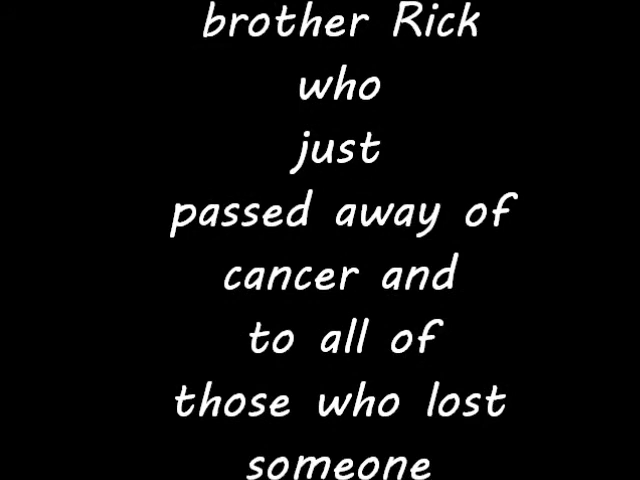 brother Rick
who
just
passed away of
cancer and
to all of
those who lost
someone